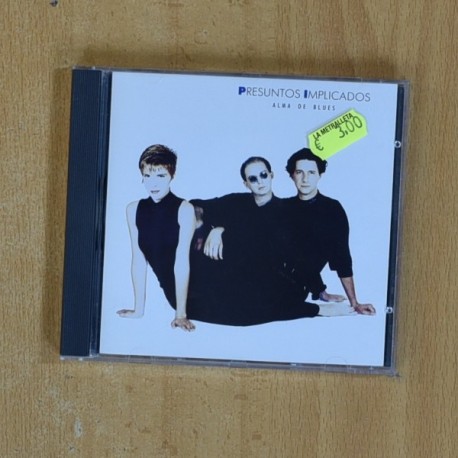 PRESUNTOS IMPLICADOS
ALMA DE BLUES
LA METRALLETA
€ 3,00